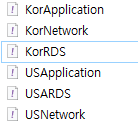 KorApplication
KorNetwork
KorRDS
USApplication
USARDS
USNetwork